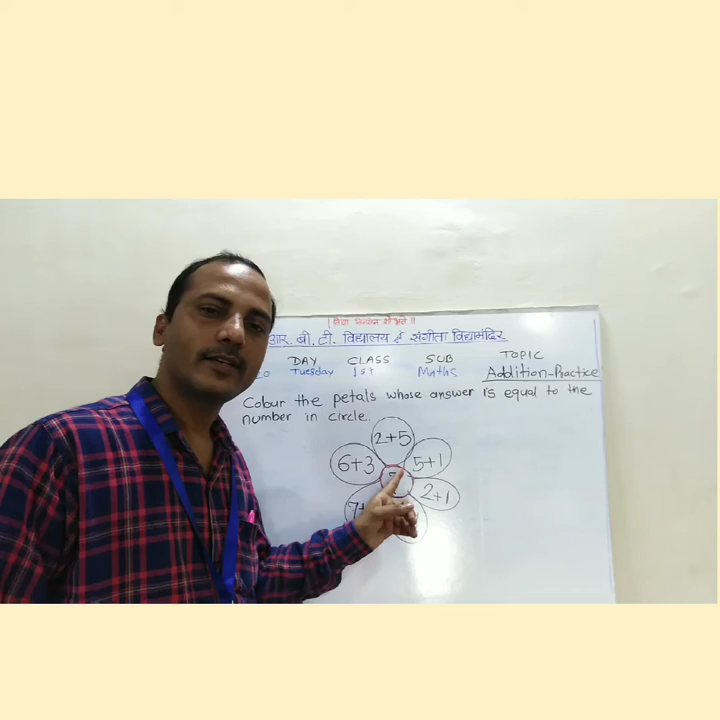 आर. बी. टी. विद्यालय हर्ष संगीता विद्यामंदिर
DAY CLASS SUB TOPIC
Tuesday 1st Maths Addition-Practice
Colour the petals whose answer is equal to the
number in circle.
2+5
6+3 5+1
2+1